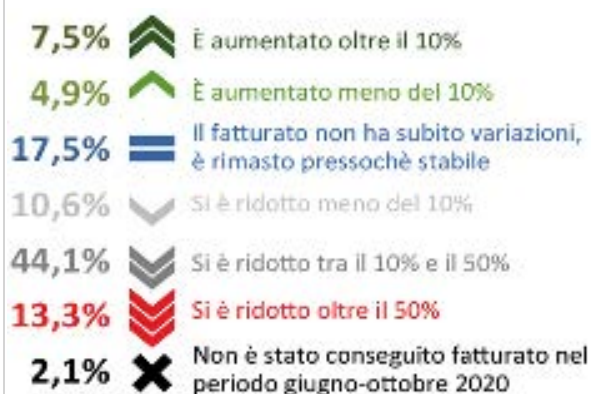 7,5% È aumentato oltre il 10%
4,9% È aumentato meno del 10%
17,5% Il fatturato non ha subito variazioni,
è rimasto pressochè stabile
10,6% Si è ridotto meno del 10%
44,1% Si è ridotto tra il 10% e il 50%
13,3% Si è ridotto oltre il 50%
2,1% Non è stato conseguito fatturato nel
periodo giugno-ottobre 2020